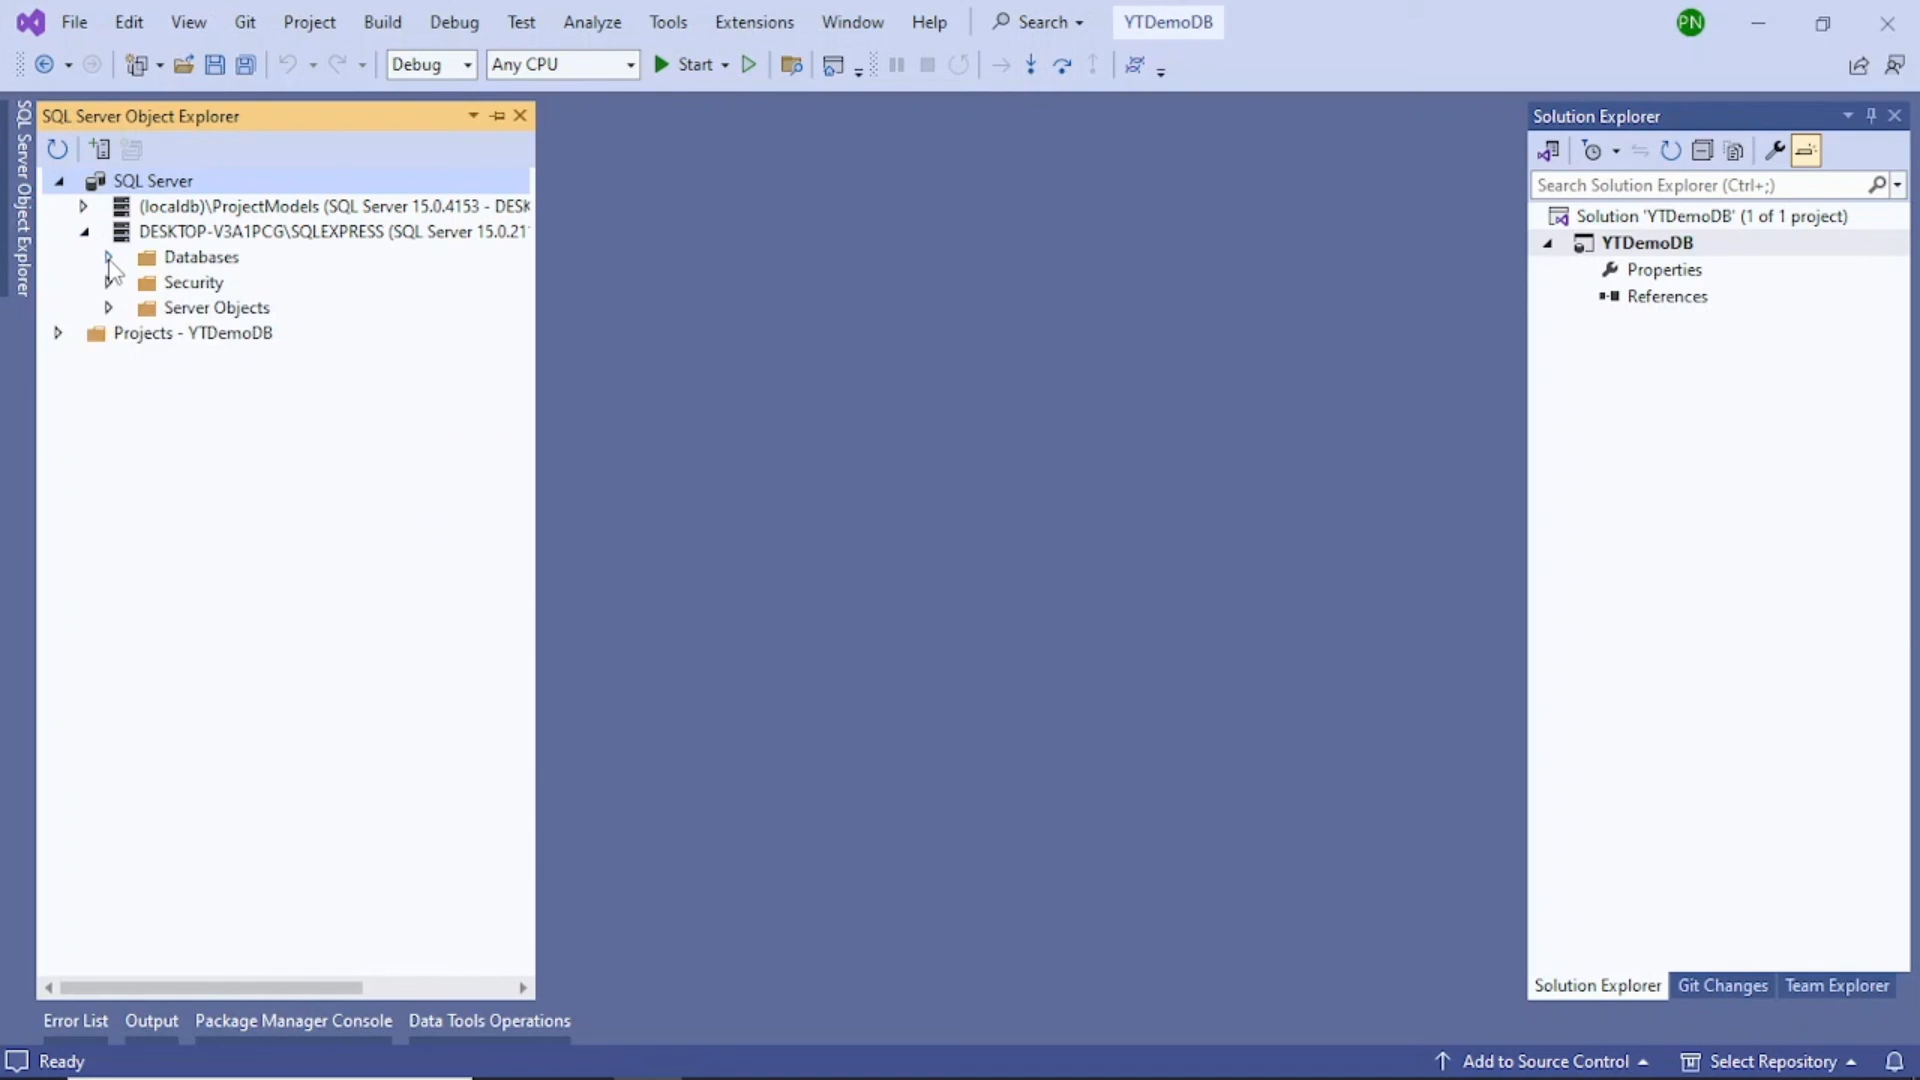 File Edit View Git Project Build Debug Test Analyze Tools Extensions Window Help Search YTDemoDB PN
Debug Any CPU Start
SQL Server Object Explorer
SQL Server Object Explorer
SQL Server
(localdb)\ProjectModels (SQL Server 15.0.4153 - DESK
DESKTOP-V3A1PCG\SQLEXPRESS (SQL Server 15.0.21
Databases
Security
Server Objects
Projects - YTDemoDB
Solution Explorer
Search Solution Explorer (Ctrl+;)
Solution 'YTDemoDB' (1 of 1 project)
YTDemoDB
Properties
References
Solution Explorer Git Changes Team Explorer
Error List Output Package Manager Console Data Tools Operations
Ready Add to Source Control Select Repository